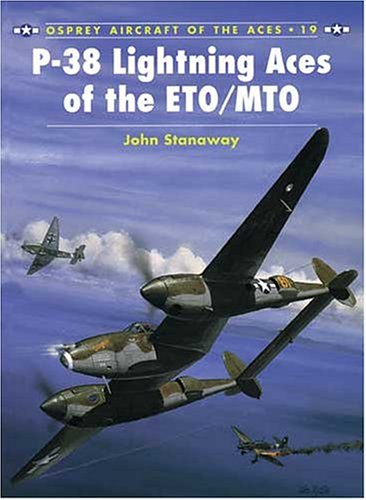 OSPREY AIRCRAFT OF THE ACES • 19
P-38 Lightning Aces
of the ETO/MTO
John Stanaway